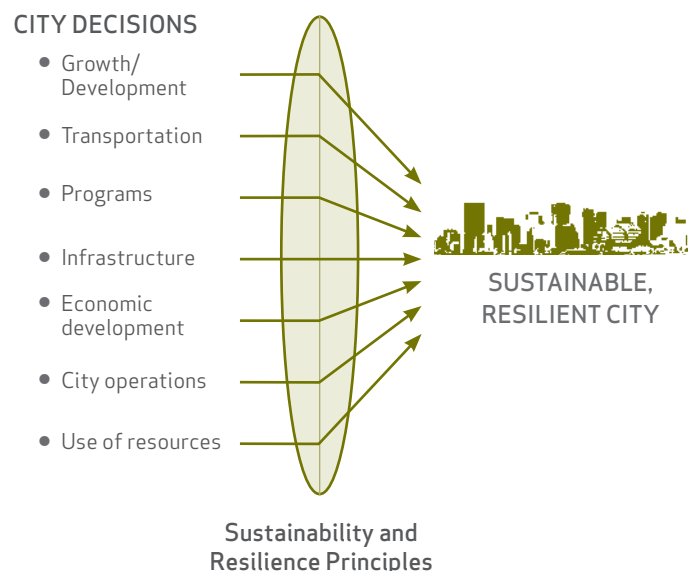 CITY DECISIONS
• Growth/
Development
• Transportation
• Programs
• Infrastructure
• Economic
development
• City operations
• Use of resources
SUSTAINABLE,
RESILIENT CITY
Sustainability and
Resilience Principles